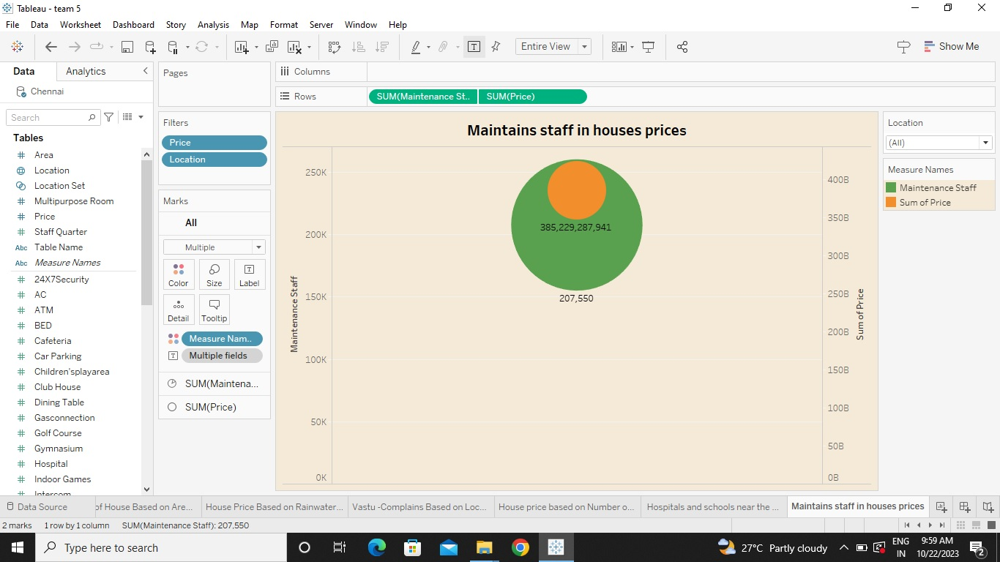 Tableau - team 5
File Data Worksheet Dashboard Story Analysis Map Format Server Window Help
Entire View
Show Me
Data Analytics
Chennai
Search
Tables
Area
Location
Location Set
Multipurpose Room
Price
Staff Quarter
Abc Table Name
Abc Measure Names
24X7Security
AC
ATM
BED
Cafeteria
Car Parking
Children'splayarea
Club House
Dining Table
Gasconnection
Golf Course
Gymnasium
Hospital
Indoor Games
Intercom
Pages
Filters
Price
Location
Marks
All
Multiple
Color Size Label
Detail Tooltip
Measure Nam..
Multiple fields
SUM(Maintena...
SUM(Price)
Columns
Rows SUM(Maintenance St.. SUM(Price)
Maintains staff in houses prices
250K
200K
150K
100K
50K
0K
Maintenance Staff
385,229,287,941
207,550
400B
350B
300B
250B
200B
150B
100B
50B
0B
Sum of Price
Location
(All)
Measure Names
Maintenance Staff
Sum of Price
Data Source of House Based on Are... House Price Based on Rainwater... Vastu -Complains Based on Loc... House price based on Number o... Hospitals and schools near the ... Maintains staff in houses prices
2 marks 1 row by 1 column SUM(Maintenance Staff): 207,550
Type here to search
27°C Partly cloudy
ENG
IN
9:59 AM
10/22/2023
2